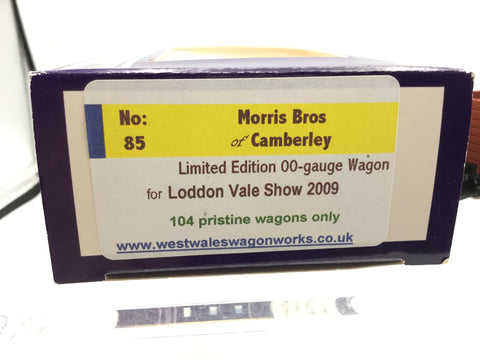 No: Morris Bros
85 of Camberley
Limited Edition 00-gauge Wagon
for Loddon Vale Show 2009
104 pristine wagons only
www.westwaleswagonworks.co.uk